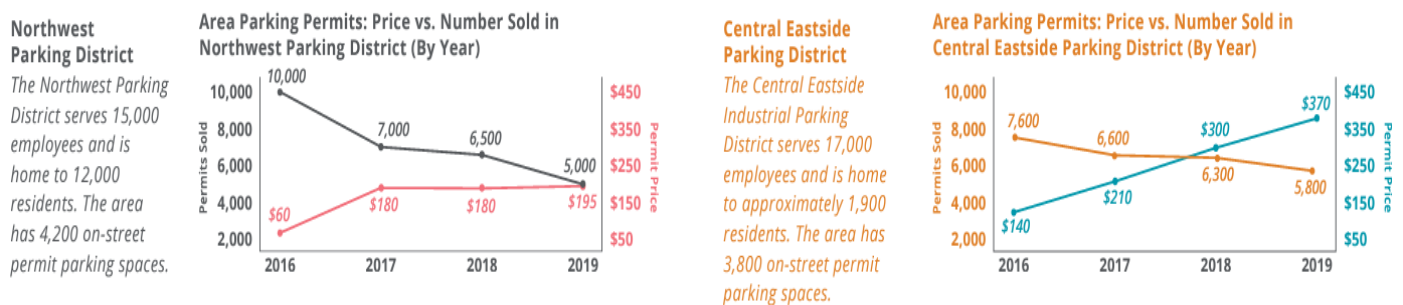 Northwest
Parking District
The Northwest Parking
District serves 15,000
employees and is
home to 12,000
residents. The area
has 4,200 on-street
permit parking spaces.
Area Parking Permits: Price vs. Number Sold in
Northwest Parking District (By Year)
Permits Sold
10,000
8,000
6,000
4,000
2,000
10,000
7,000
6,500
5,000
$60
$180
$180
$195
$450
$350
$250
$150
$50
Permit Price
2016 2017 2018 2019
Central Eastside
Parking District
The Central Eastside
Industrial Parking
District serves 17,000
employees and is home
to approximately 1,900
residents. The area has
3,800 on-street permit
parking spaces.
Area Parking Permits: Price vs. Number Sold in
Central Eastside Parking District (By Year)
Permits Sold
10,000
8,000
6,000
4,000
2,000
7,600
6,600
6,300
5,800
$140
$210
$300
$370
$450
$350
$250
$150
$50
Permit Price
2016 2017 2018 2019